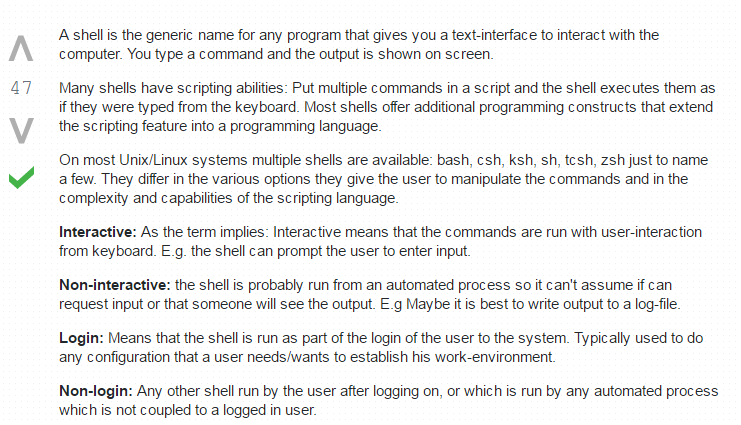 A shell is the generic name for any program that gives you a text-interface to interact with the
computer. You type a command and the output is shown on screen.
47
Many shells have scripting abilities: Put multiple commands in a script and the shell executes them as
if they were typed from the keyboard. Most shells offer additional programming constructs that extend
the scripting feature into a programming language.
On most Unix/Linux systems multiple shells are available: bash, csh, ksh, sh, tcsh, zsh just to name
a few. They differ in the various options they give the user to manipulate the commands and in the
complexity and capabilities of the scripting language.
Interactive: As the term implies: Interactive means that the commands are run with user-interaction
from keyboard. E.g. the shell can prompt the user to enter input.
Non-interactive: the shell is probably run from an automated process so it can't assume if can
request input or that someone will see the output. E.g Maybe it is best to write output to a log-file.
Login: Means that the shell is run as part of the login of the user to the system. Typically used to do
any configuration that a user needs/wants to establish his work-environment.
Non-login: Any other shell run by the user after logging on, or which is run by any automated process
which is not coupled to a logged in user.